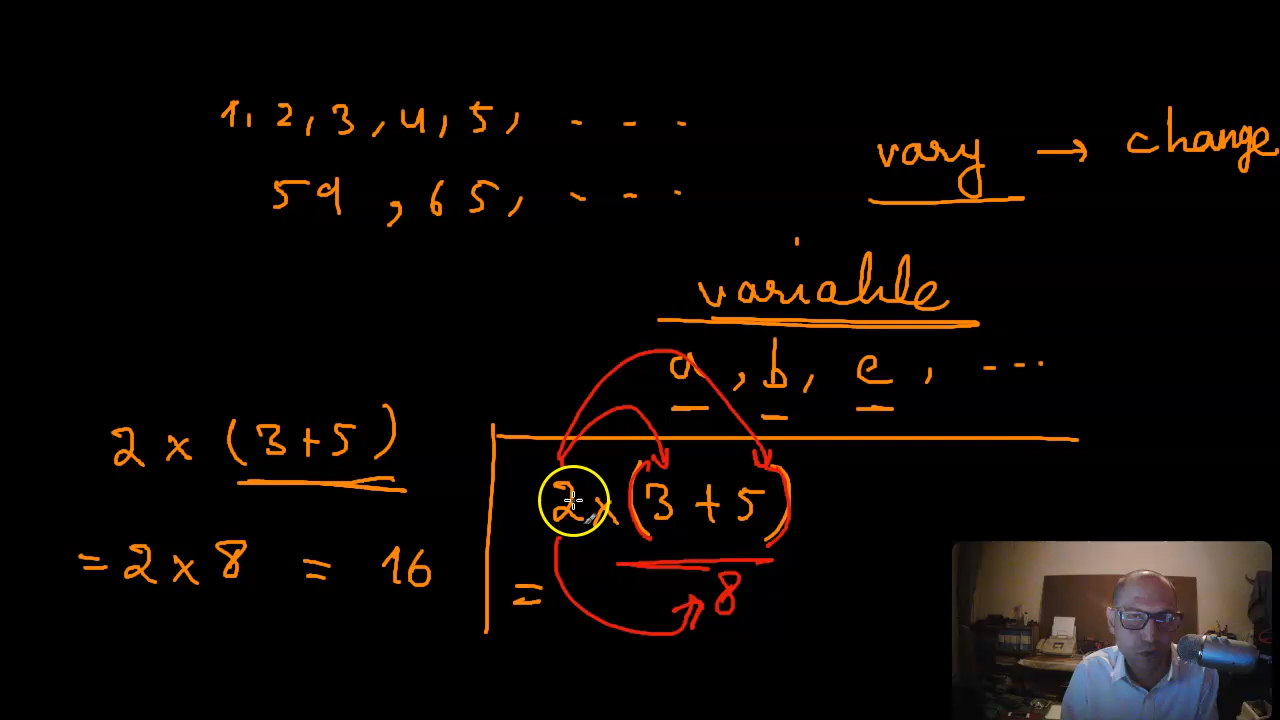 1, 2, 3, 4, 5, - - -
59, 65, - - -
vary → change
variable
a, b, c, ---
2 × (3+5)
= 2 × 8 = 16
2 × (3 + 5)
= 8